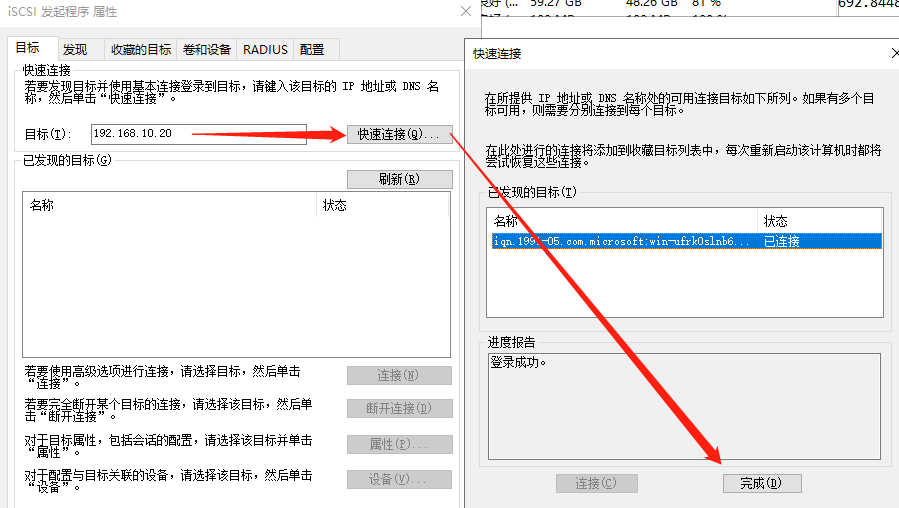 iSCSI 发起程序 属性
目标
发现
收藏的目标
卷和设备
RADIUS
配置
快速连接
若要发现目标并使用基本连接登录到目标，请键入该目标的 IP 地址或 DNS 名
称，然后单击“快速连接”。
目标(T):
192.168.10.20
快速连接(Q)...
已发现的目标(G)
刷新(R)
名称
状态
若要使用高级选项进行连接，请选择目标，然后单击
“连接”。
连接(N)
若要完全断开某个目标的连接，请选择该目标，然后单
击“断开连接”。
断开连接(D)
对于目标属性，包括会话的配置，请选择该目标并单击
“属性”。
属性(P)...
对于配置与目标关联的设备，请选择该目标，然后单击
“设备”。
设备(V)...
59.27 GB
48.26 GB
81 %
692.8448
快速连接
在所提供 IP 地址或 DNS 名称处的可用连接目标如下所列。如果有多个目
标可用，则需要分别连接到每个目标。
在此处进行的连接将添加到收藏目标列表中，每次重新启动该计算机时都将
尝试恢复这些连接。
已发现的目标(T)
名称
状态
iqn.1991-05.com.microsoft:win-ufrk0slnb6...
已连接
进度报告
登录成功。
连接(C)
完成(D)